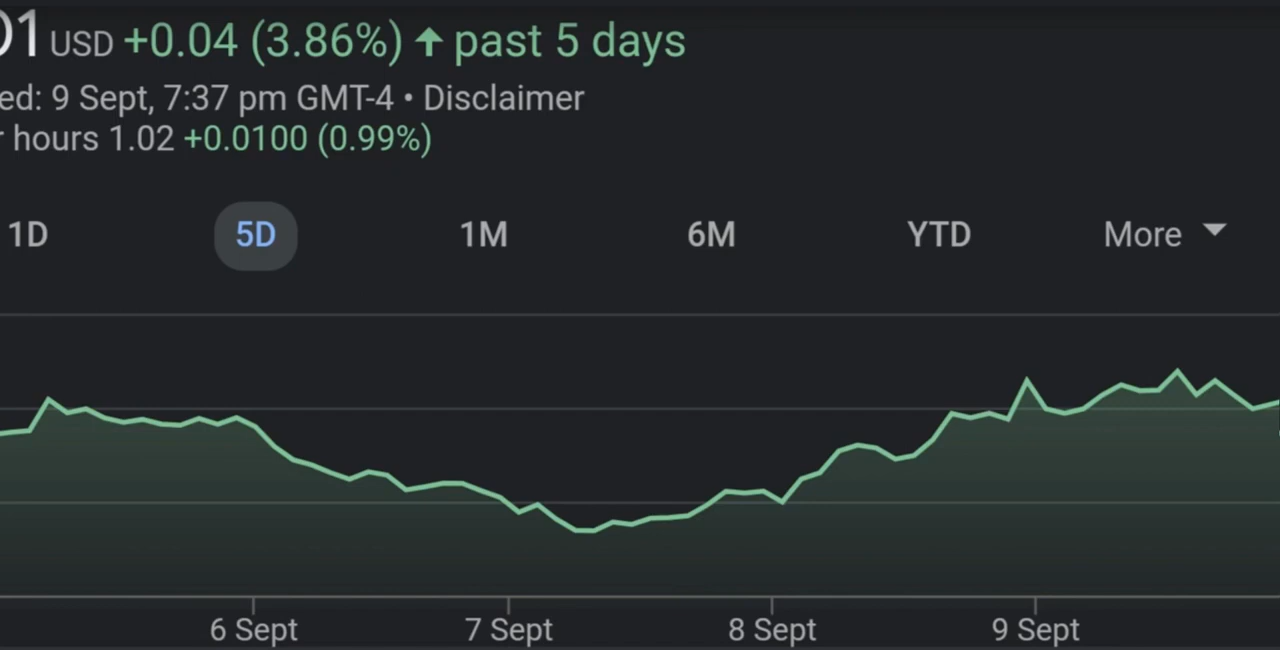 01 USD +0.04 (3.86%) ↑ past 5 days
ed: 9 Sept, 7:37 pm GMT-4 • Disclaimer
r hours 1.02 +0.0100 (0.99%)
1D 5D 1M 6M YTD More
6 Sept 7 Sept 8 Sept 9 Sept